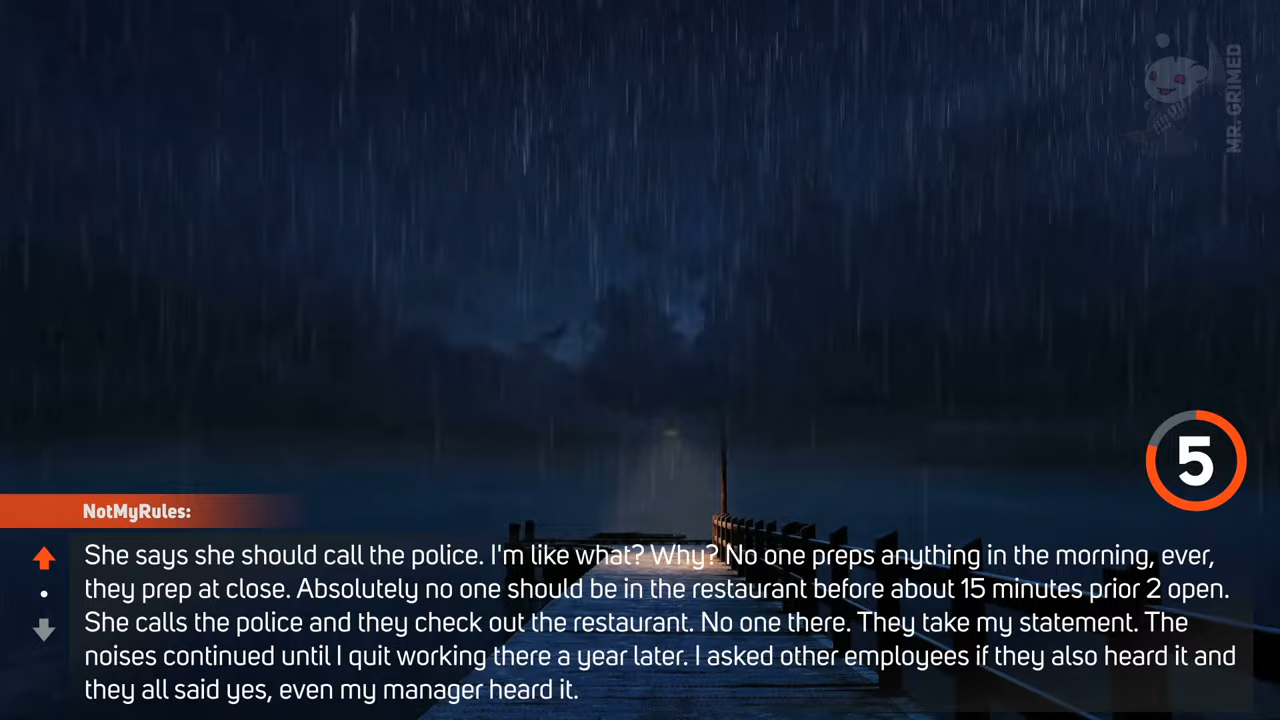 MR. GRIMED
5
NotMyRules:
She says she should call the police. I'm like what? Why? No one preps anything in the morning, ever,
they prep at close. Absolutely no one should be in the restaurant before about 15 minutes prior 2 open.
She calls the police and they check out the restaurant. No one there. They take my statement. The
noises continued until I quit working there a year later. I asked other employees if they also heard it and
they all said yes, even my manager heard it.